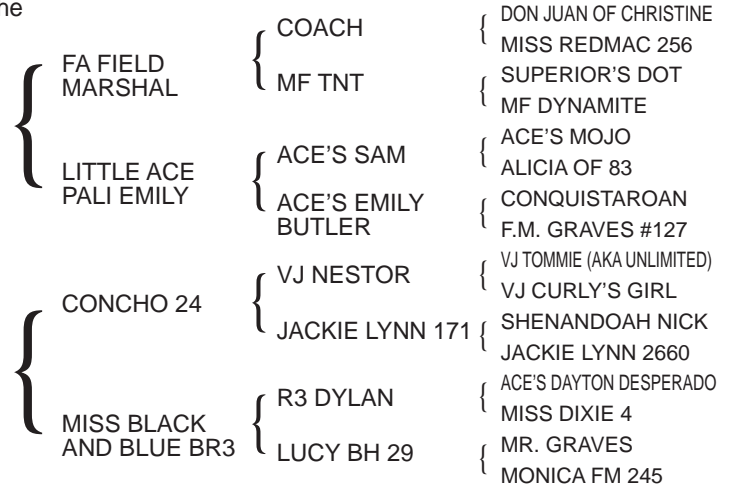 ne
FA FIELD
MARSHAL
LITTLE ACE
PALI EMILY
CONCHO 24
MISS BLACK
AND BLUE BR3
COACH
MF TNT
ACE'S SAM
ACE'S EMILY
BUTLER
VJ NESTOR
JACKIE LYNN 171
R3 DYLAN
LUCY BH 29
DON JUAN OF CHRISTINE
MISS REDMAC 256
SUPERIOR'S DOT
MF DYNAMITE
ACE'S MOJO
ALICIA OF 83
CONQUISTAROAN
F.M. GRAVES #127
VJ TOMMIE (AKA UNLIMITED)
VJ CURLY'S GIRL
SHENANDOAH NICK
JACKIE LYNN 2660
ACE'S DAYTON DESPERADO
MISS DIXIE 4
MR. GRAVES
MONICA FM 245